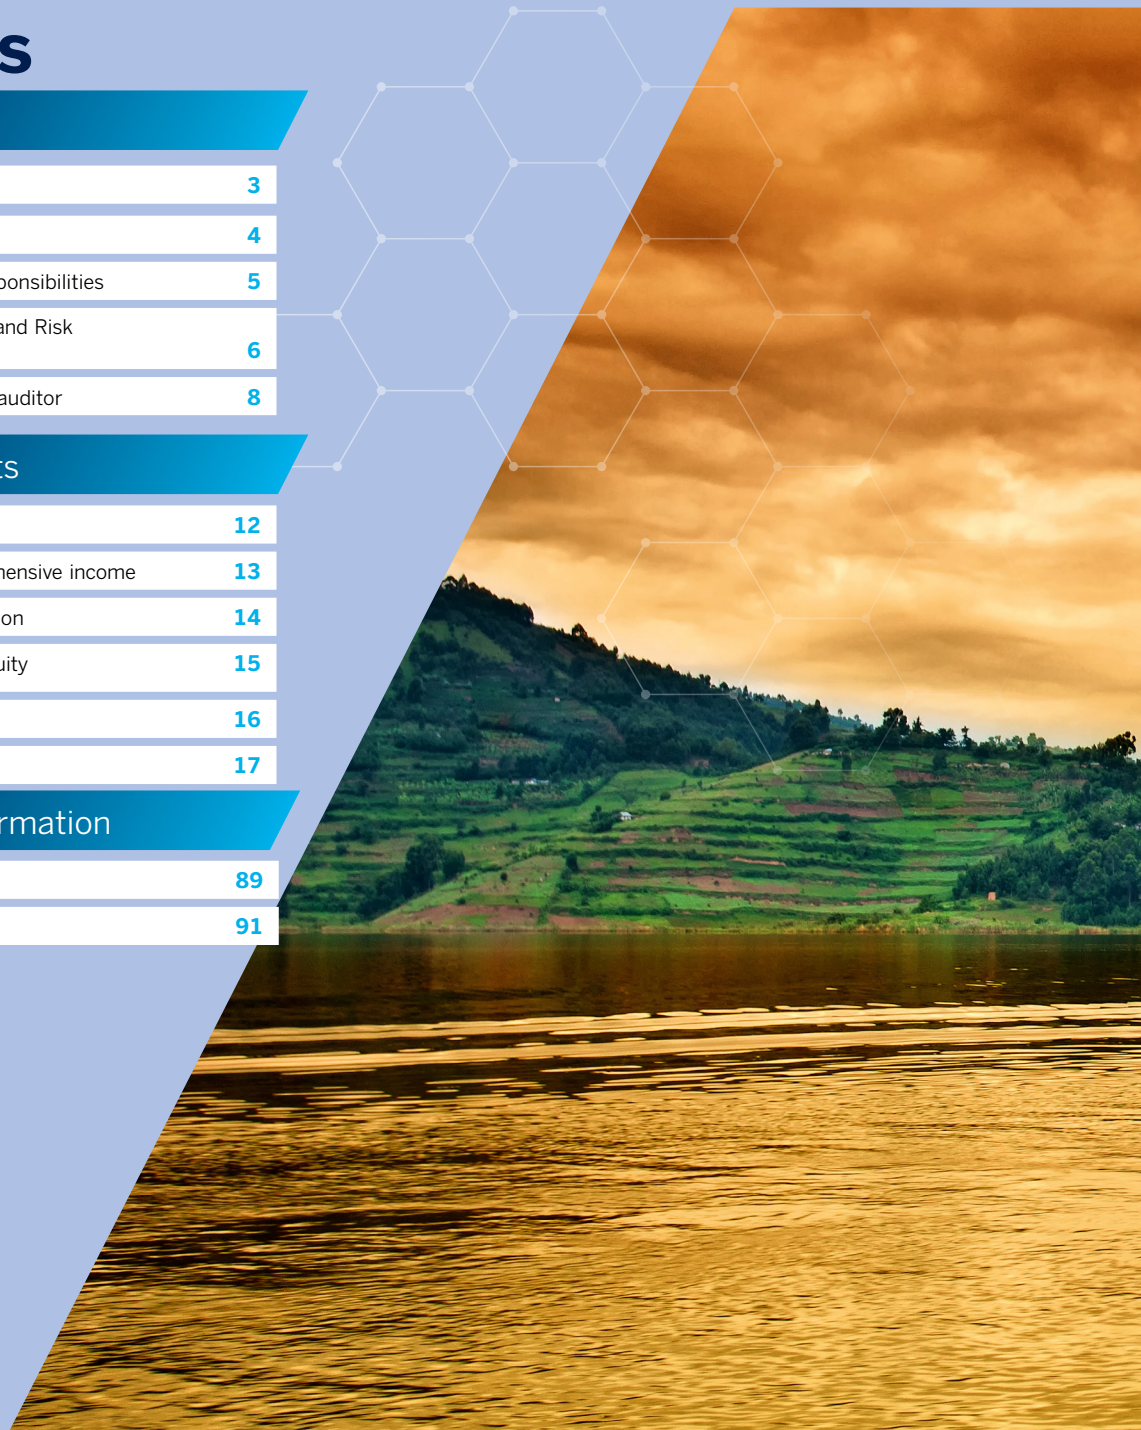 s
3
4
ponsibilities 5
and Risk
6
auditor 8
ts
12
nensive income 13
on 14
uity 15
16
17
rmation
89
91